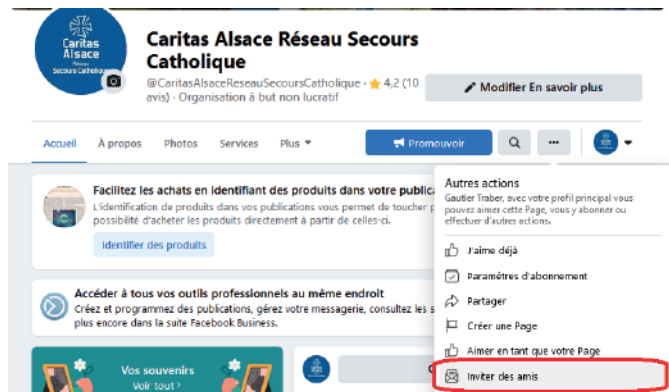 Caritas
Alsace
Réseau
Secours Catholique
Caritas Alsace Réseau Secours
Catholique
@CaritasAlsaceReseauSecoursCatholique · ★ 4,2 (10
avis) · Organisation à but non lucratif
Modifier En savoir plus
Accueil À propos Photos Services Plus
Promouvoir
Autres actions
Gautier Traber, avec votre profil principal vous
pouvez aimer cette Page, vous y abonner ou
effectuer d'autres actions.
J'aime déjà
Paramètres d'abonnement
Partager
Créer une Page
Aimer en tant que votre Page
Inviter des amis
Facilitez les achats en identifiant des produits dans votre public
L'identification de produits dans vos publications vous permet de toucher
possibilité d'acheter les produits directement à partir de celles-ci.
Identifier des produits
Accéder à tous vos outils professionnels au même endroit
Créez et programmez des publications, gérez votre messagerie, consultez les s
plus encore dans la suite Facebook Business.
Vos souvenirs
Voir tout >